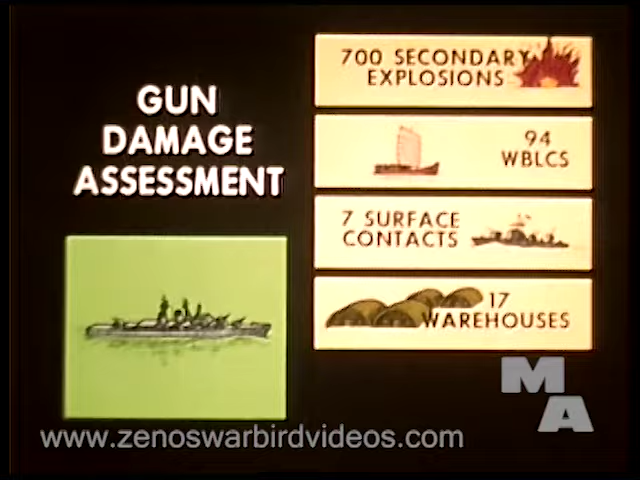 GUN
DAMAGE
ASSESSMENT
700 SECONDARY
EXPLOSIONS
94
WBLCS
7 SURFACE
CONTACTS
17
WAREHOUSES
MA
www.zenoswarbirdvideos.com